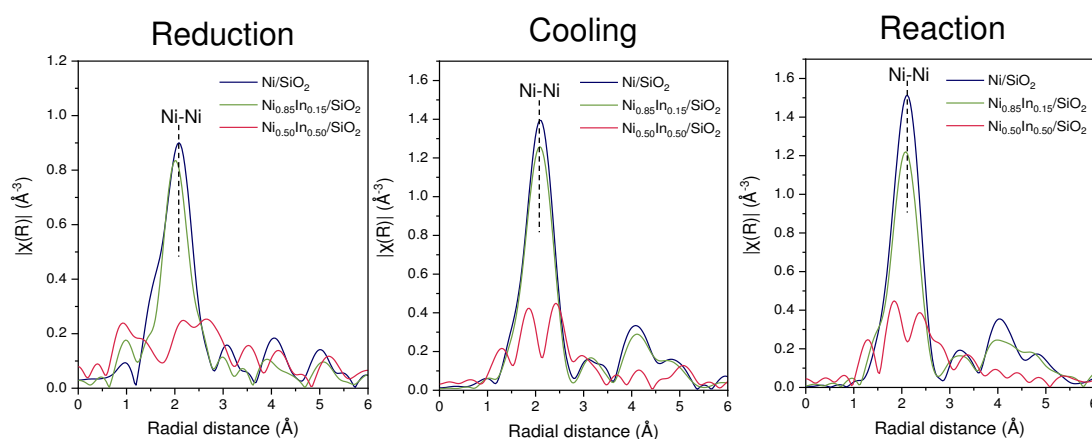 Reduction
Cooling
Reaction
1.2
1.0
0.8
0.6
0.4
0.2
0.0
|χ(R)| (Å⁻³)
Ni-Ni
Ni/SiO₂
Ni₀.₈₅In₀.₁₅/SiO₂
Ni₀.₅₀In₀.₅₀/SiO₂
0 1 2 3 4 5 6
Radial distance (Å)
1.6
1.4
1.2
1.0
0.8
0.6
0.4
0.2
0.0
|χ(R)| (Å⁻³)
Ni-Ni
Ni/SiO₂
Ni₀.₈₅In₀.₁₅/SiO₂
Ni₀.₅₀In₀.₅₀/SiO₂
0 1 2 3 4 5 6
Radial distance (Å)
1.6
1.4
1.2
1.0
0.8
0.6
0.4
0.2
0.0
|χ(R)| (Å⁻³)
Ni-Ni
Ni/SiO₂
Ni₀.₈₅In₀.₁₅/SiO₂
Ni₀.₅₀In₀.₅₀/SiO₂
0 1 2 3 4 5 6
Radial distance (Å)